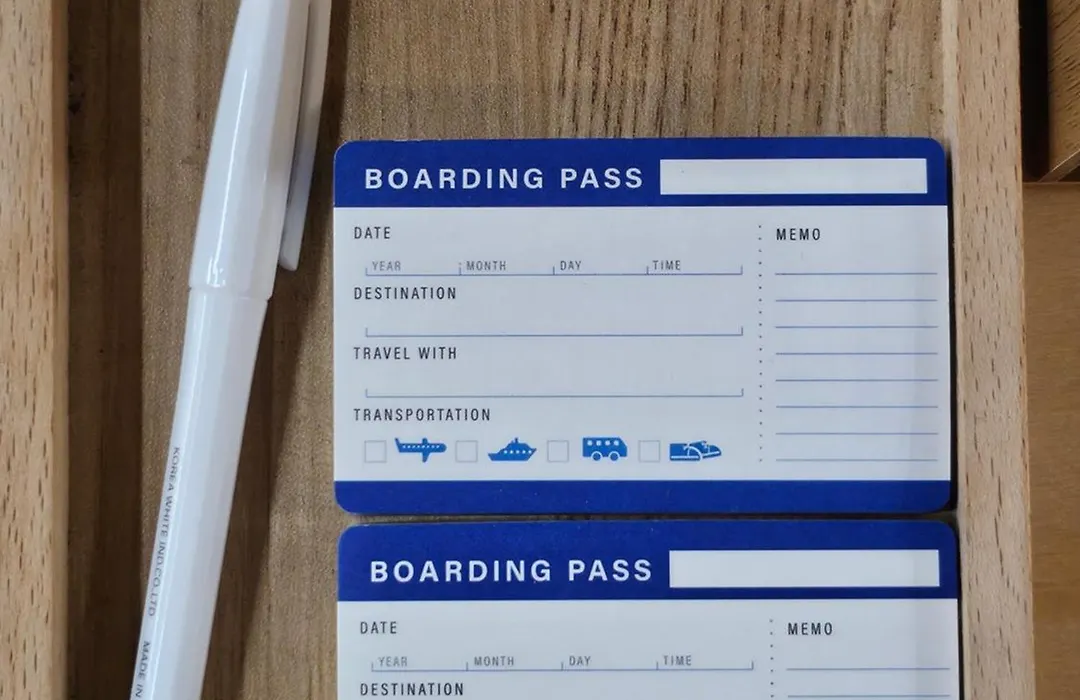 BOARDING PASS
DATE
YEAR MONTH DAY TIME
DESTINATION
TRAVEL WITH
TRANSPORTATION
MEMO
BOARDING PASS
DATE
YEAR MONTH DAY TIME
DESTINATION
MEMO
KOREA WHITE IND.CO.LTD
MADE IN